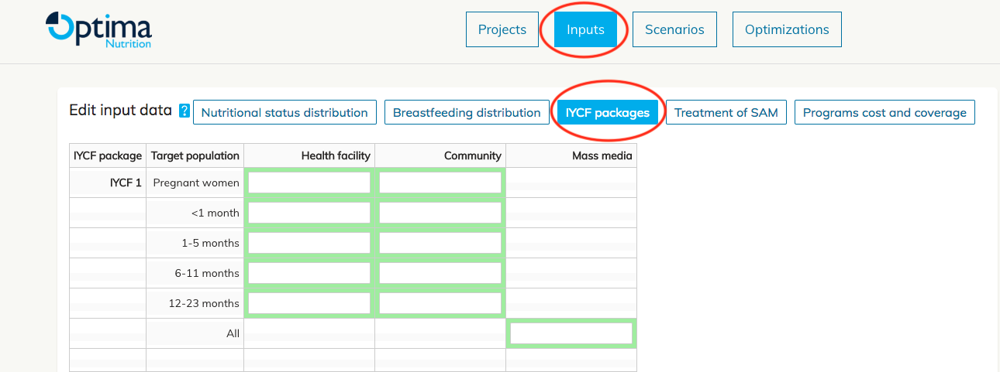 Optima
Nutrition
Projects
Inputs
Scenarios
Optimizations
Edit input data ?
Nutritional status distribution
Breastfeeding distribution
IYCF packages
Treatment of SAM
Programs cost and coverage
IYCF package Target population Health facility Community Mass media
IYCF 1 Pregnant women
<1 month
1-5 months
6-11 months
12-23 months
All